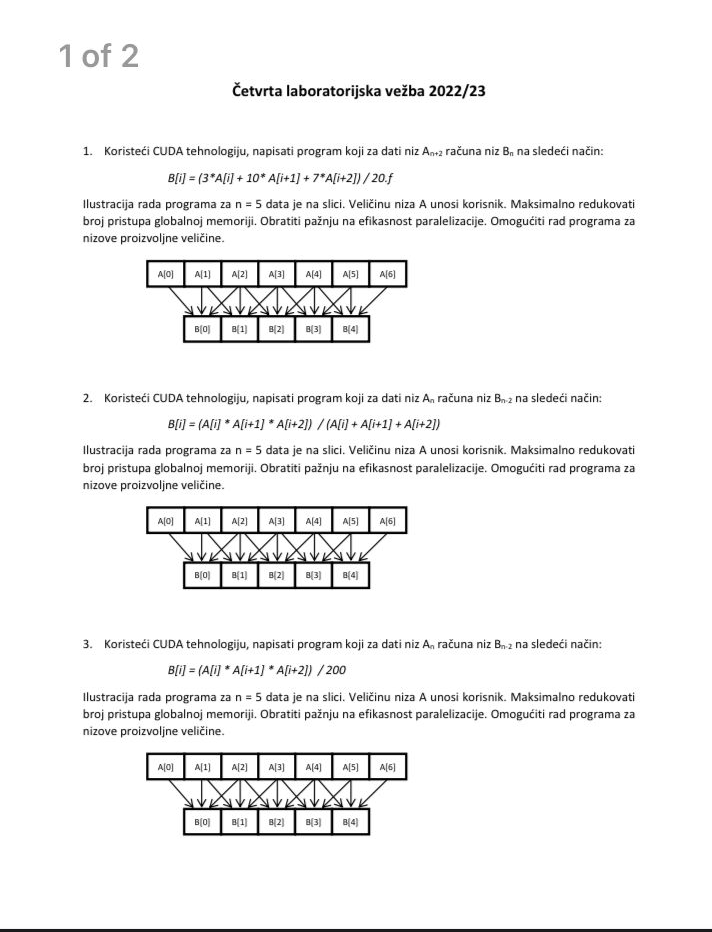 1 of 2
Četvrta laboratorijska vežba 2022/23
1. Koristeći CUDA tehnologiju, napisati program koji za dati niz Aₙ₊₂ računa niz Bₙ na sledeći način:
B[i] = (3*A[i] + 10* A[i+1] + 7*A[i+2]) / 20.f
Ilustracija rada programa za n = 5 data je na slici. Veličinu niza A unosi korisnik. Maksimalno redukovati
broj pristupa globalnoj memoriji. Obratiti pažnju na efikasnost paralelizacije. Omogućiti rad programa za
nizove proizvoljne veličine.
A[0] A[1] A[2] A[3] A[4] A[5] A[6]
B[0] B[1] B[2] B[3] B[4]
2. Koristeći CUDA tehnologiju, napisati program koji za dati niz Aₙ računa niz Bₙ₋₂ na sledeći način:
B[i] = (A[i] * A[i+1] * A[i+2]) / (A[i] + A[i+1] + A[i+2])
Ilustracija rada programa za n = 5 data je na slici. Veličinu niza A unosi korisnik. Maksimalno redukovati
broj pristupa globalnoj memoriji. Obratiti pažnju na efikasnost paralelizacije. Omogućiti rad programa za
nizove proizvoljne veličine.
A[0] A[1] A[2] A[3] A[4] A[5] A[6]
B[0] B[1] B[2] B[3] B[4]
3. Koristeći CUDA tehnologiju, napisati program koji za dati niz Aₙ računa niz Bₙ₋₂ na sledeći način:
B[i] = (A[i] * A[i+1] * A[i+2]) / 200
Ilustracija rada programa za n = 5 data je na slici. Veličinu niza A unosi korisnik. Maksimalno redukovati
broj pristupa globalnoj memoriji. Obratiti pažnju na efikasnost paralelizacije. Omogućiti rad programa za
nizove proizvoljne veličine.
A[0] A[1] A[2] A[3] A[4] A[5] A[6]
B[0] B[1] B[2] B[3] B[4]